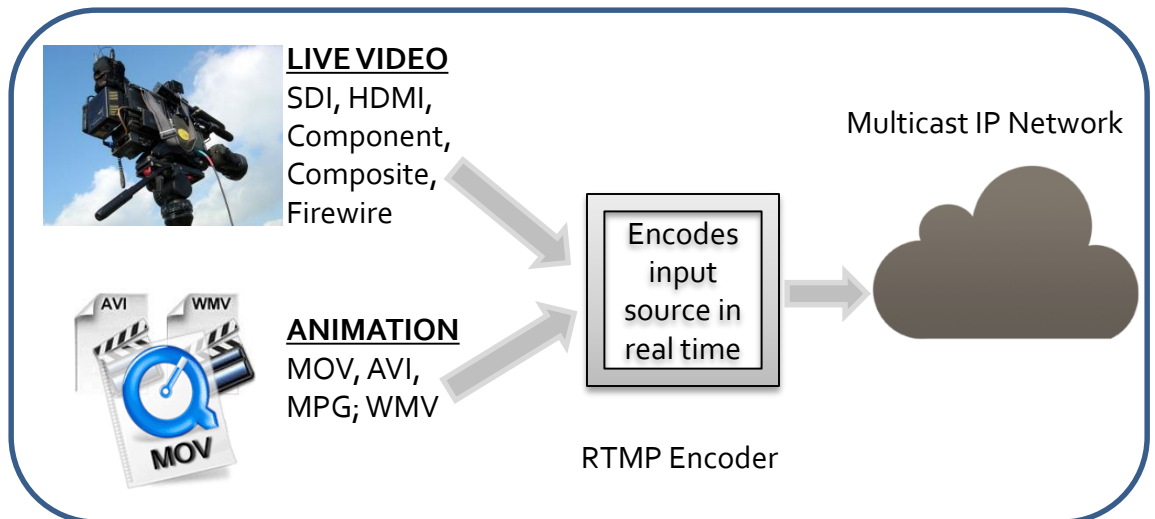 LIVE VIDEO
SDI, HDMI,
Component,
Composite,
Firewire
Multicast IP Network
Encodes
input
source in
real time
AVI
WMV
MOV
ANIMATION
MOV, AVI,
MPG; WMV
RTMP Encoder